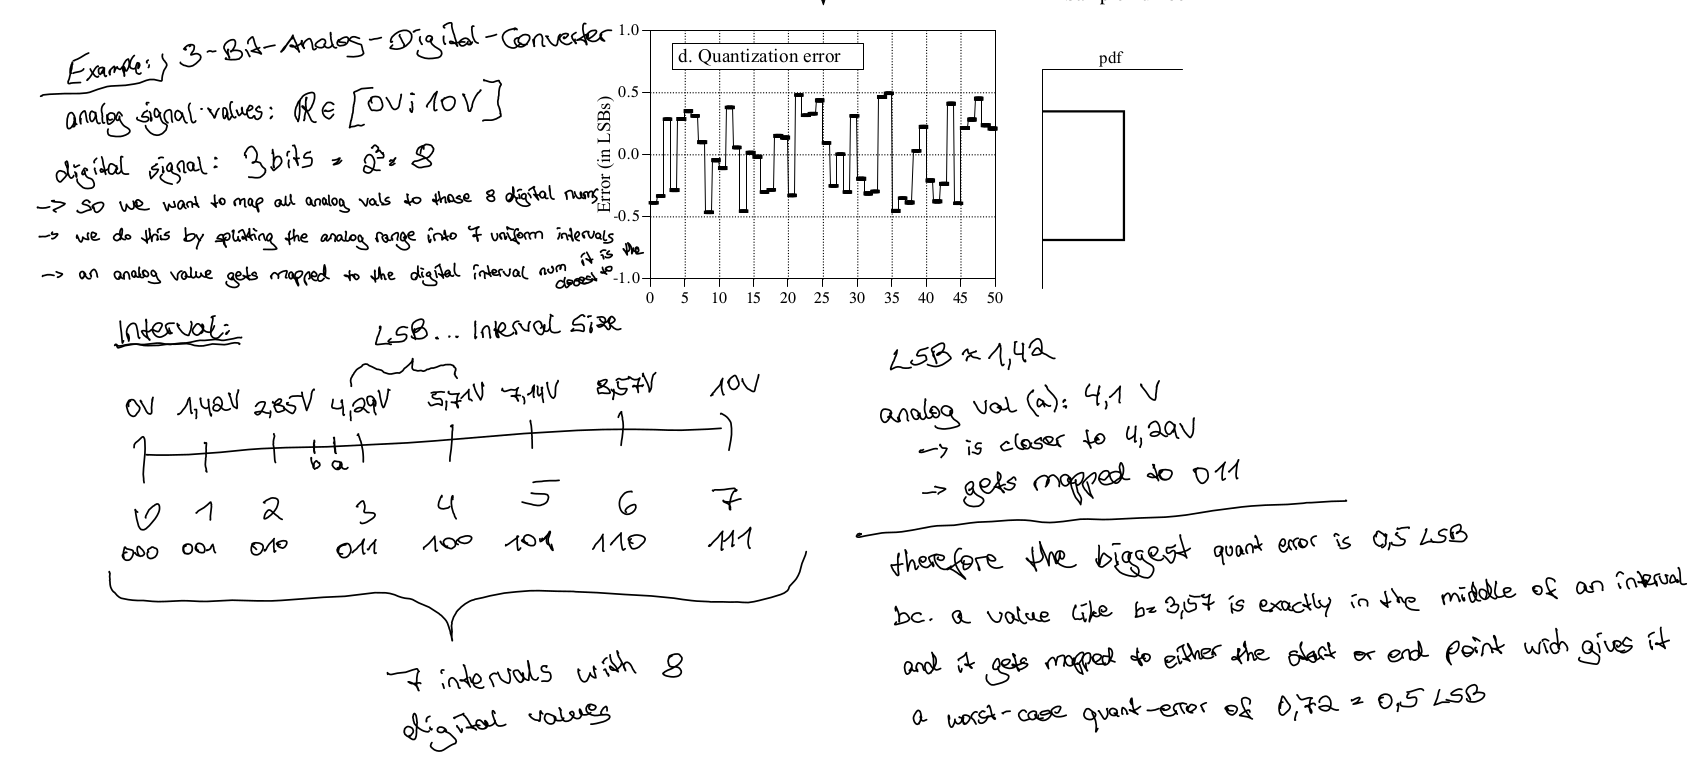 Example: 3-Bit-Analog-Digital-Converter
analog signal values: ℝ ∈ [0V; 10V]
digital signal: 3 bits = 2³ = 8
-> so we want to map all analog vals to those 8 digital nums
-> we do this by splitting the analog range into 7 uniform intervals
-> an analog value gets mapped to the digital interval num it is the closest to
d. Quantization error
Error (in LSBs)
1.0
0.5
0.0
-0.5
-1.0
0 5 10 15 20 25 30 35 40 45 50
pdf
Interval:
LSB... Interval Size
0V 1,42V 2,85V 4,29V 5,71V 7,14V 8,57V 10V
b a
0 1 2 3 4 5 6 7
000 001 010 011 100 101 110 111
7 intervals with 8
digital values
LSB ≈ 1,42
analog val (a): 4,1 V
-> is closer to 4,29V
-> gets mapped to 011
therefore the biggest quant error is 0,5 LSB
bc. a value like b = 3,57 is exactly in the middle of an interval
and it gets mapped to either the start or end point wich gives it
a worst-case quant-error of 0,72 = 0,5 LSB